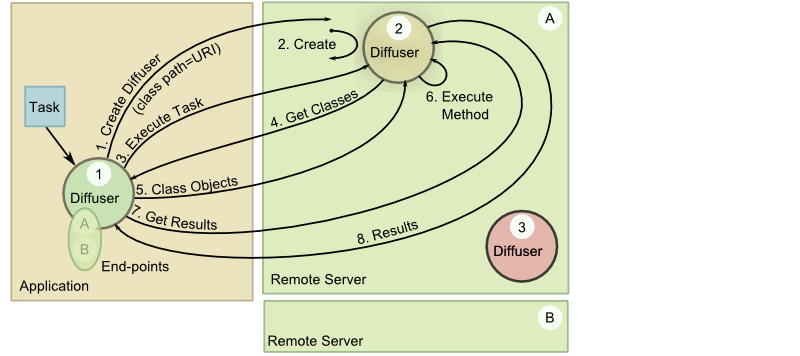 Task
1. Create Diffuser
(class path=URI)
2. Create
3. Execute Task
4. Get Classes
5. Class Objects
6. Execute
Method
7. Get Results
8. Results
1
Diffuser
A
B
End-points
Application
2
Diffuser
A
3
Diffuser
Remote Server
B
Remote Server